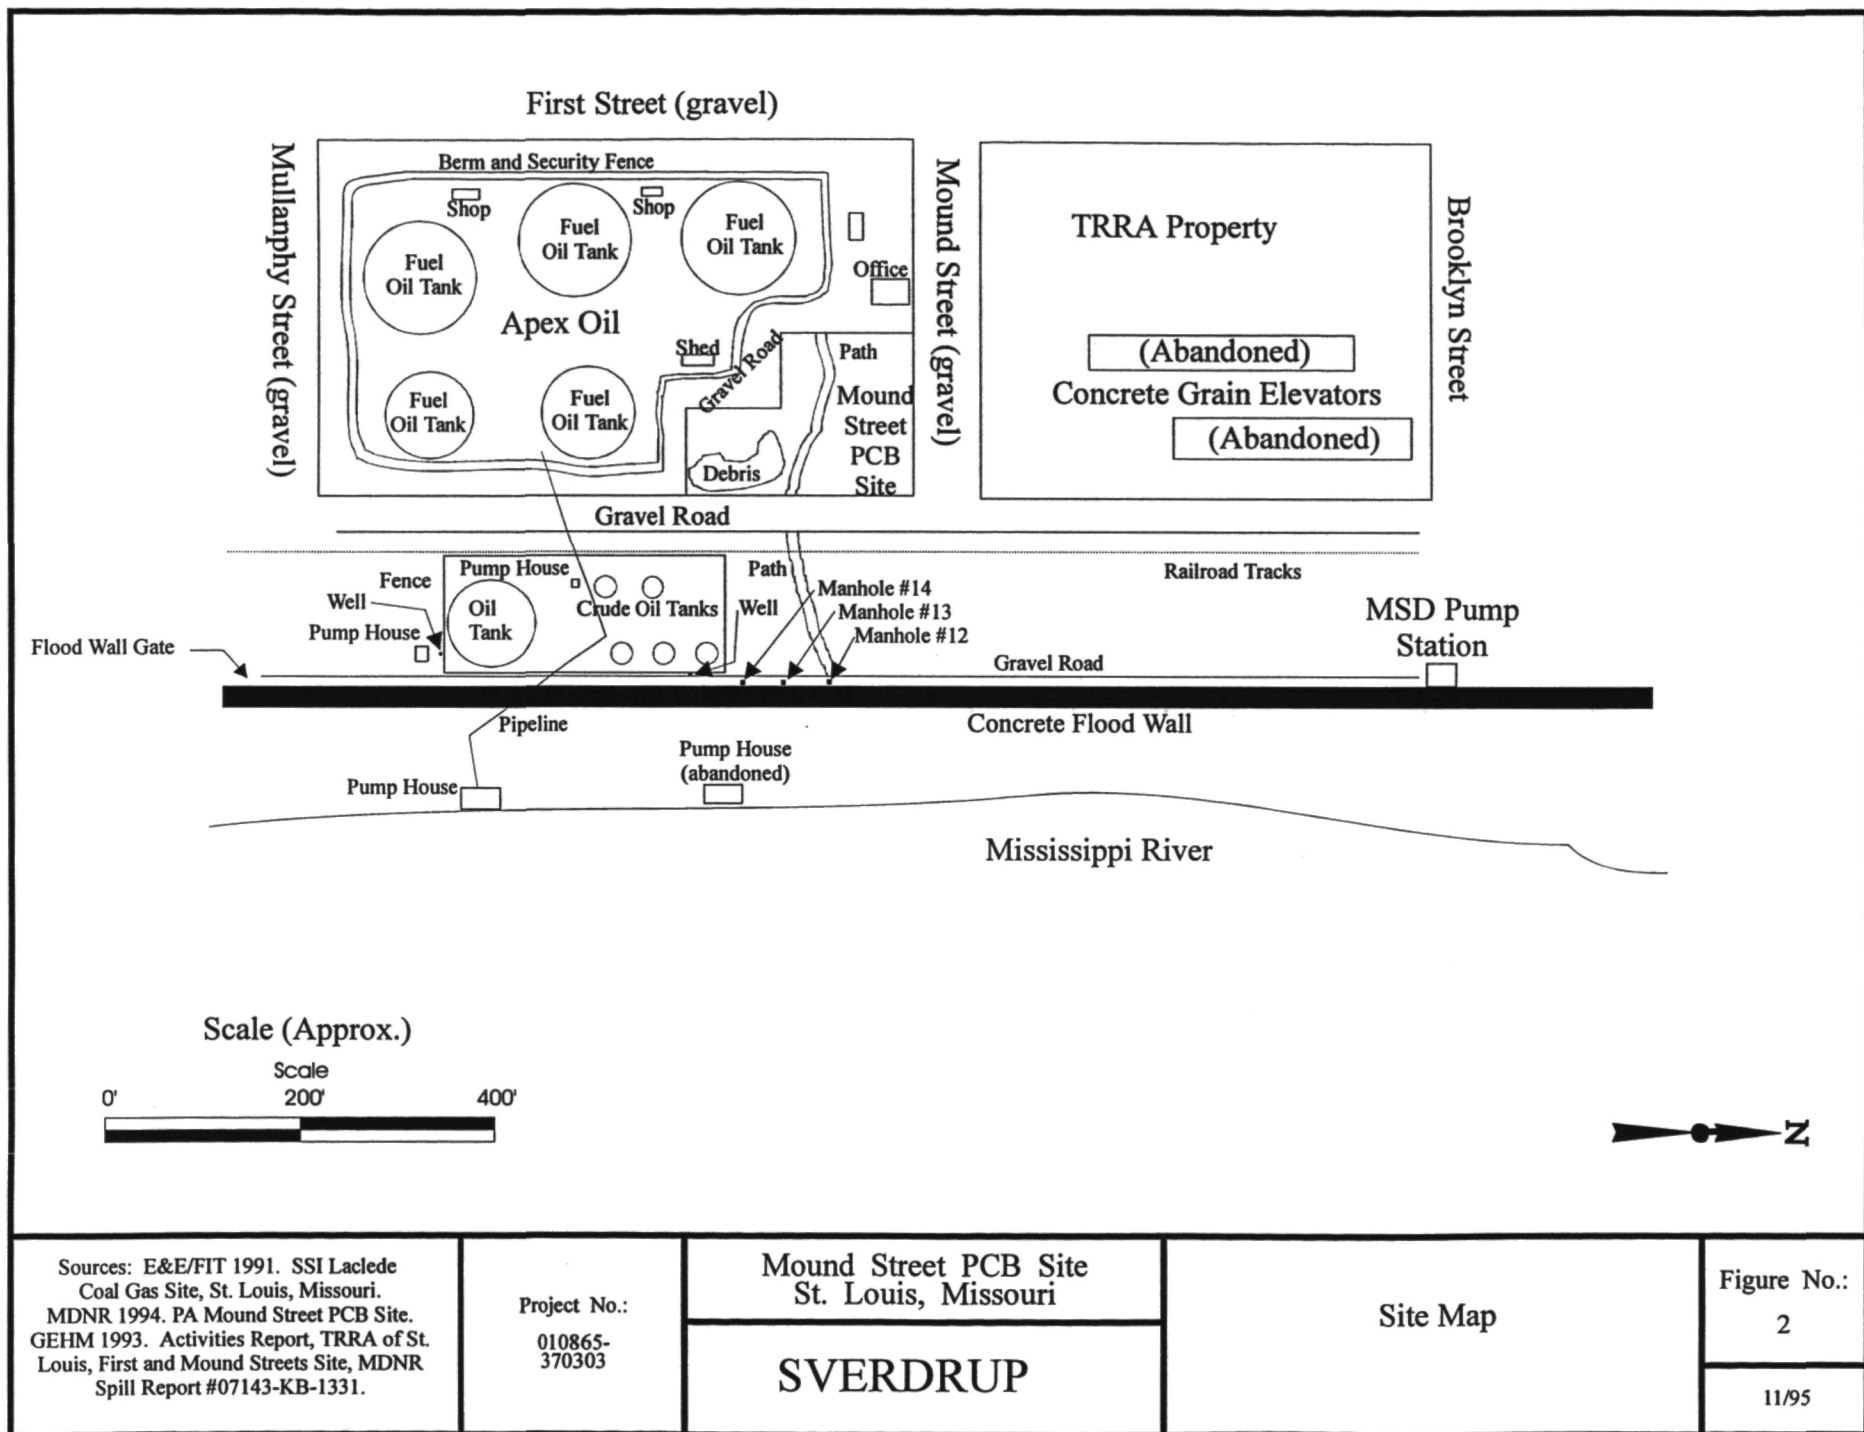 First Street (gravel)
Mullanphy Street (gravel)
Berm and Security Fence
Shop
Shop
Fuel
Oil Tank
Fuel
Oil Tank
Fuel
Oil Tank
Office
Apex Oil
Shed
Gravel Road
Fuel
Oil Tank
Fuel
Oil Tank
Path
Mound
Street
PCB
Site
Debris
Mound Street (gravel)
TRRA Property
(Abandoned)
Concrete Grain Elevators
(Abandoned)
Brooklyn Street
Gravel Road
Railroad Tracks
Fence
Pump House
Path
Well
Oil
Tank
Crude Oil Tanks
Well
Manhole #14
Manhole #13
Manhole #12
Pump House
Flood Wall Gate
Gravel Road
MSD Pump
Station
Pipeline
Concrete Flood Wall
Pump House
(abandoned)
Pump House
Mississippi River
Scale (Approx.)
Scale
0' 200' 400'
N
Sources: E&E/FIT 1991. SSI Laclede
Coal Gas Site, St. Louis, Missouri.
MDNR 1994. PA Mound Street PCB Site.
GEHM 1993. Activities Report, TRRA of St.
Louis, First and Mound Streets Site, MDNR
Spill Report #07143-KB-1331.
Project No.:
010865-
370303
Mound Street PCB Site
St. Louis, Missouri
SVERDRUP
Site Map
Figure No.:
2
11/95